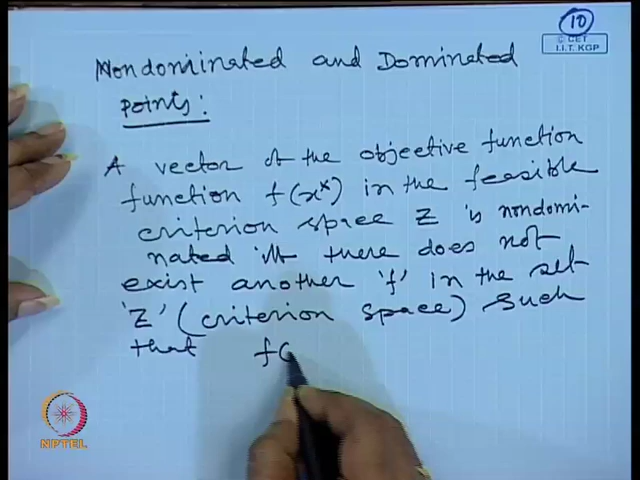 10
© CET
I.I.T. KGP
Nondominated and Dominated
points:
A vector of the objective function
function f(x*) in the feasible
criterion space Z is nondomi-
nated iff there does not
exist another 'f' in the set
'Z' (criterion space) such
that f(
NPTEL